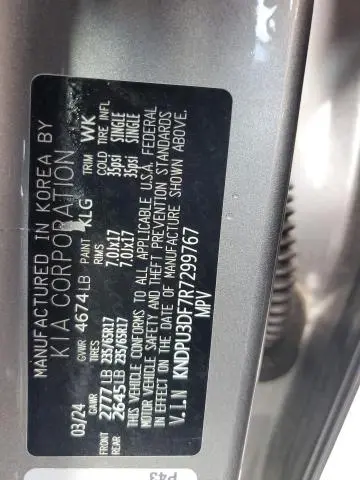 MANUFACTURED IN KOREA BY
KIA CORPORATION
03/24 GVWR 4674LB PAINT KLG TRIM WK
GAWR TIRES RIMS COLD TIRE INFL
FRONT 2777LB 235/65R17 7.0Jx17 35psi SINGLE
REAR 2645LB 235/65R17 7.0Jx17 35psi SINGLE
THIS VEHICLE CONFORMS TO ALL APPLICABLE U.S.A. FEDERAL
MOTOR VEHICLE SAFETY AND THEFT PREVENTION STANDARDS
IN EFFECT ON THE DATE OF MANUFACTURE SHOWN ABOVE.
V.I.N KNDPU3DF7R7299767
MPV
P43